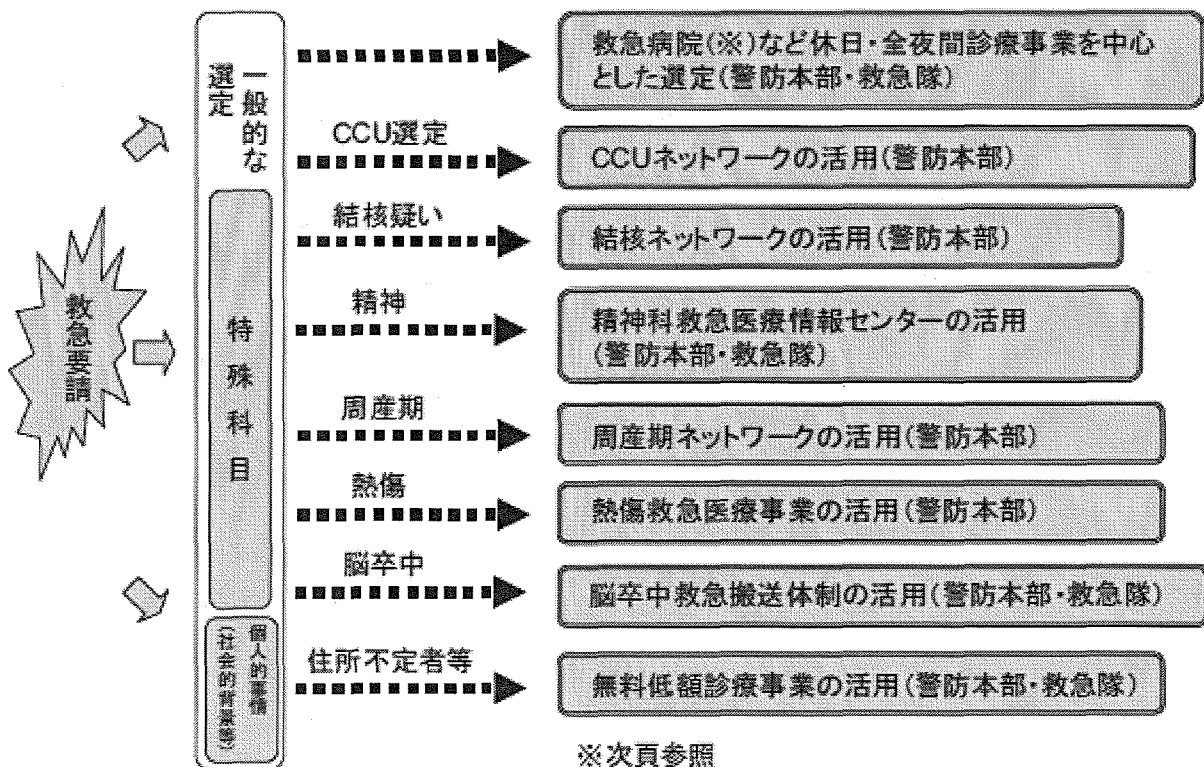 救急要請
一般的な
選定
特殊科目
個人的事情
(社会的背景等)
救急病院(※)など休日・全夜間診療事業を中心
とした選定(警防本部・救急隊)
CCU選定
CCUネットワークの活用(警防本部)
結核疑い
結核ネットワークの活用(警防本部)
精神
精神科救急医療情報センターの活用
(警防本部・救急隊)
周産期
周産期ネットワークの活用(警防本部)
熱傷
熱傷救急医療事業の活用(警防本部)
脳卒中
脳卒中救急搬送体制の活用(警防本部・救急隊)
住所不定者等
無料低額診療事業の活用(警防本部・救急隊)
※次頁参照